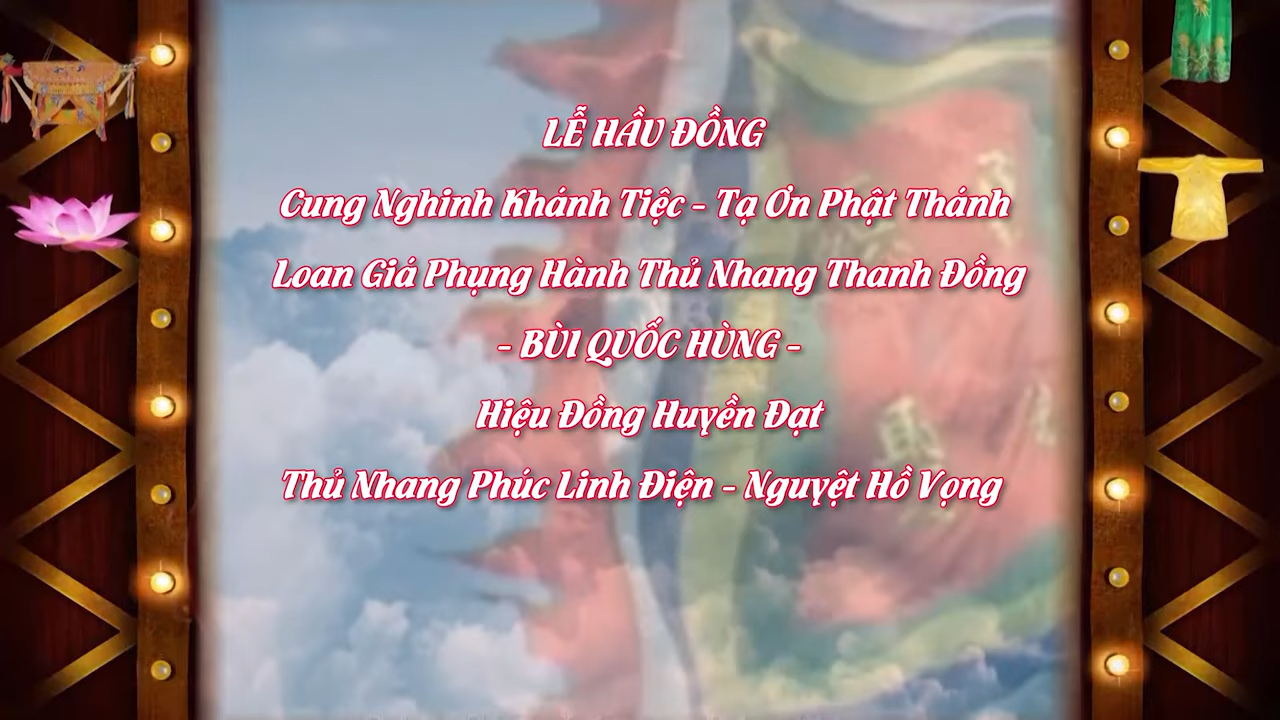 LỄ HẦU ĐỒNG
Cung Nghinh Khánh Tiệc - Tạ Ơn Phật Thánh
Loan Giá Phụng Hành Thủ Nhang Thanh Đồng
- BÙI QUỐC HÙNG -
Hiệu Đồng Huyền Đạt
Thủ Nhang Phúc Linh Điện - Nguyệt Hồ Vọng